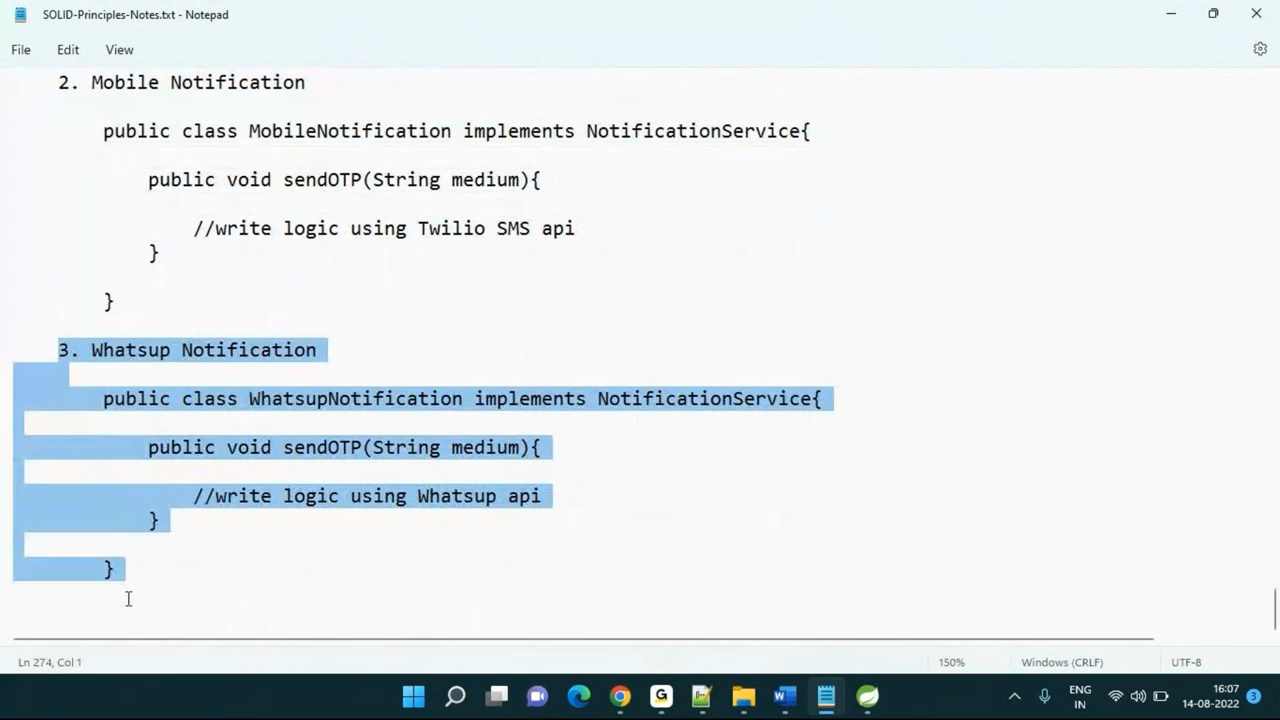 SOLID-Principles-Notes.txt - Notepad
File Edit View
2. Mobile Notification
public class MobileNotification implements NotificationService{
public void sendOTP(String medium){
//write logic using Twilio SMS api
}
}
3. Whatsup Notification
public class WhatsupNotification implements NotificationService{
public void sendOTP(String medium){
//write logic using Whatsup api
}
}
Ln 274, Col 1 150% Windows (CRLF) UTF-8
ENG 16:07
IN 14-08-2022 3